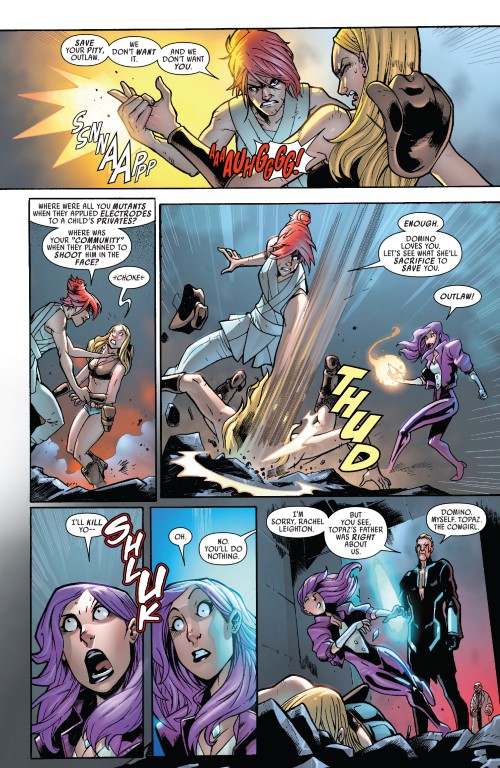 SAVE
YOUR PITY,
OUTLAW.
WE
DON'T WANT
IT.
AND WE
DON'T WANT
YOU.
SSNNAAPP
AAAAUHGGGG!
WHERE WERE ALL YOU MUTANTS
WHEN THEY APPLIED ELECTRODES
TO A CHILD'S PRIVATES?
WHERE WAS
YOUR "COMMUNITY"
WHEN THEY PLANNED TO
SHOOT HIM IN THE
FACE?
+CHOKE+
ENOUGH.
DOMINO
LOVES YOU.
LET'S SEE WHAT SHE'LL
SACRIFICE TO
SAVE YOU.
OUTLAW!
THUD
I'LL KILL
YO--
SHLUK
OH.
NO.
YOU'LL DO
NOTHING.
I'M
SORRY, RACHEL
LEIGHTON.
BUT
YOU SEE,
TOPAZ'S FATHER
WAS RIGHT
ABOUT
US.
DOMINO.
MYSELF. TOPAZ.
THE COWGIRL.